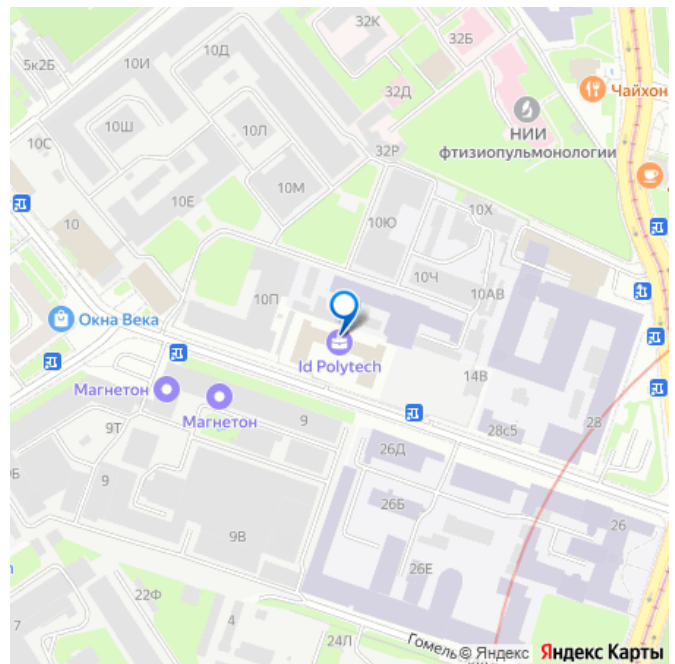 32К
32Б
10Д
5к2Б
10И
32Д
Чайхон
10Ш
10Л
НИИ
фтизиопульмонологии
10С
32Р
10М
10Е
10Х
10Ю
10
10Ч
10АВ
10П
Окна Века
Id Polytech
14В
Магнетон
Магнетон
9
28с5
28
9Т
26Д
9
26Б
9В
26
26Е
22Ф
4
7
24Л
Гомель
© Яндекс
Яндекс Карты